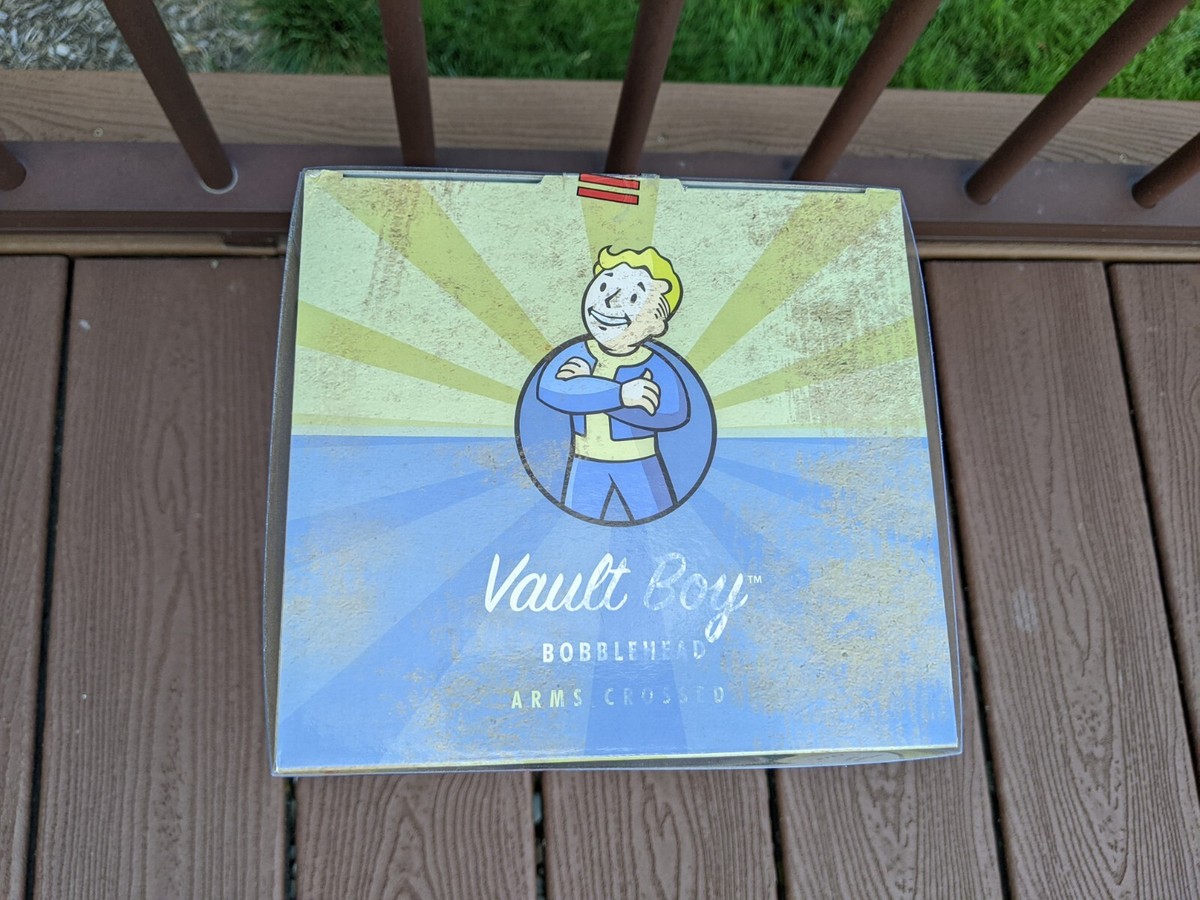 Vault Boy™
BOBBLEHEAD
ARMS CROSSED